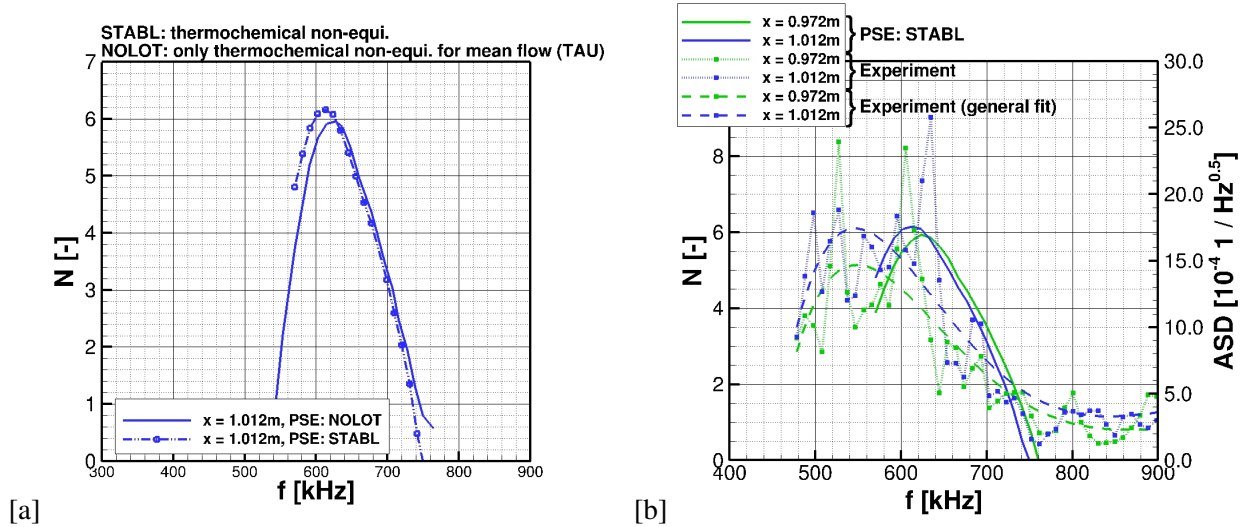 STABL: thermochemical non-equi.
NOLOT: only thermochemical non-equi. for mean flow (TAU)
7
6
5
4
3
2
1
0
N [-]
x = 1.012m, PSE: NOLOT
x = 1.012m, PSE: STABL
300 400 500 600 700 800 900
f [kHz]
[a]
x = 0.972m
x = 1.012m
} PSE: STABL
x = 0.972m
x = 1.012m
} Experiment
x = 0.972m
x = 1.012m
} Experiment (general fit)
8
6
4
2
0
N [-]
30.0
25.0
20.0
15.0
10.0
5.0
0.0
ASD [10⁻⁴ 1 / Hz⁰·⁵]
400 500 600 700 800 900
f [kHz]
[b]